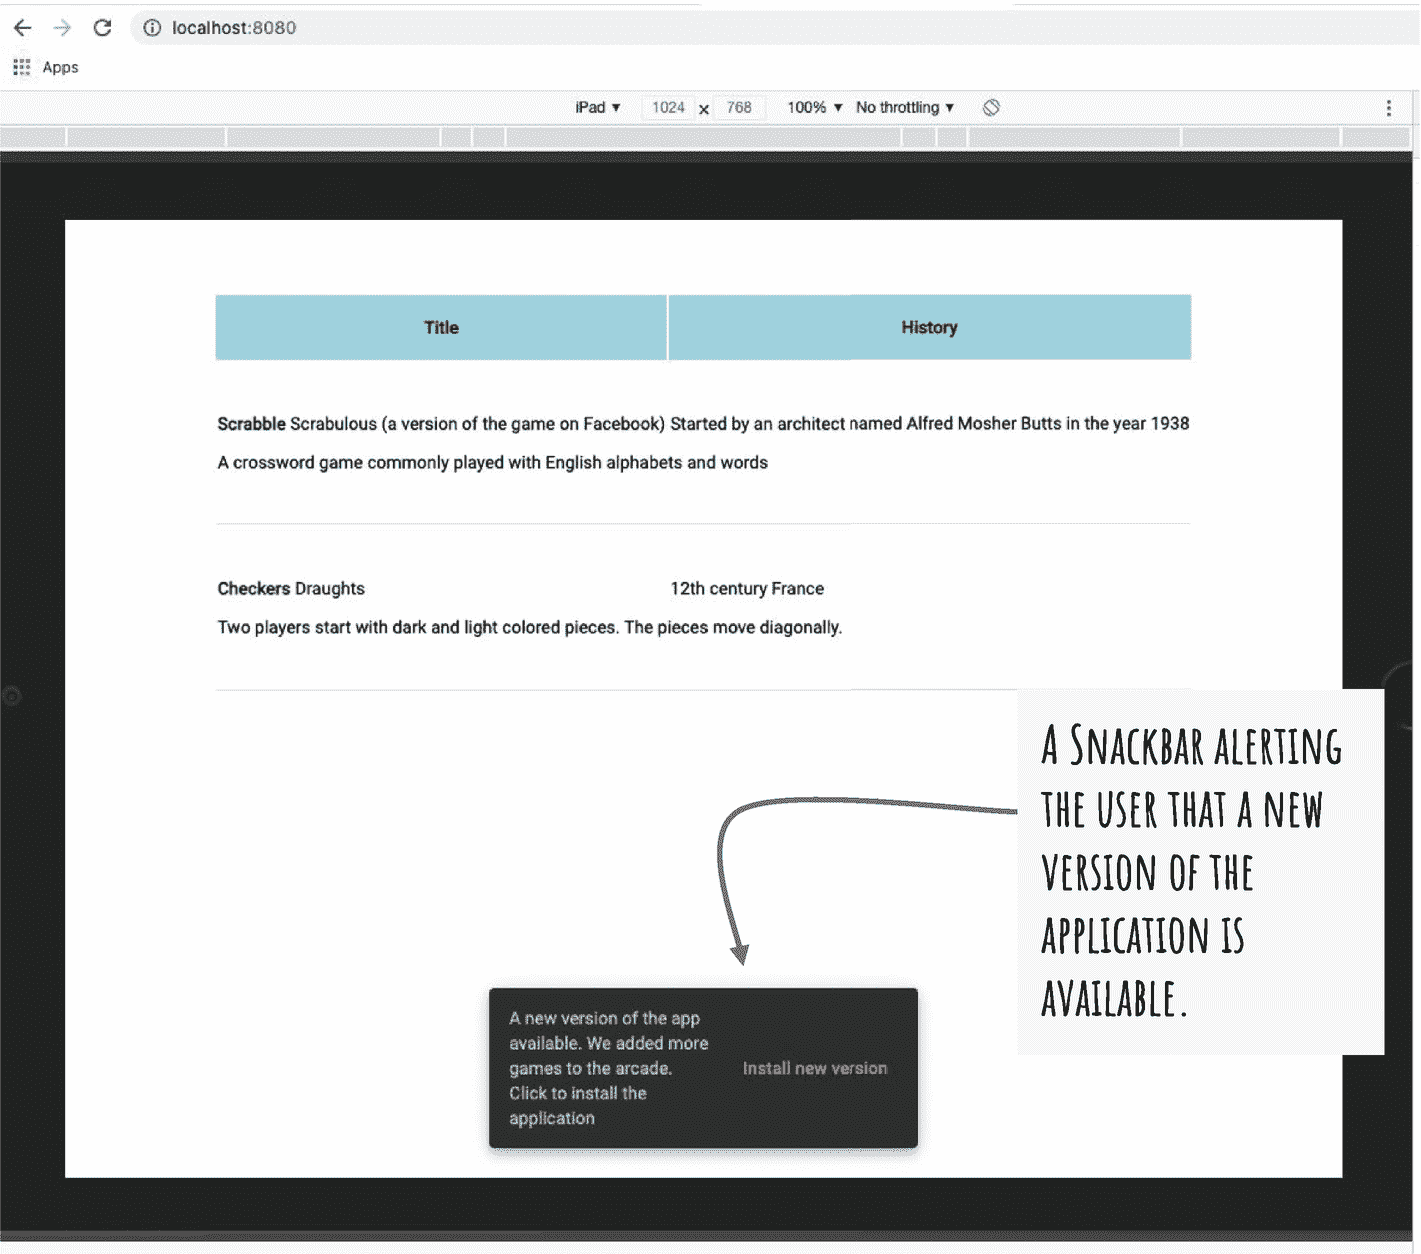 localhost:8080
Apps
iPad ▼ 1024 x 768 100% ▼ No throttling ▼
Title History
Scrabble Scrabulous (a version of the game on Facebook) Started by an architect named Alfred Mosher Butts in the year 1938
A crossword game commonly played with English alphabets and words
Checkers Draughts 12th century France
Two players start with dark and light colored pieces. The pieces move diagonally.
A Snackbar alerting
the user that a new
version of the
application is
available.
A new version of the app
available. We added more
games to the arcade.
Click to install the
application
Install new version